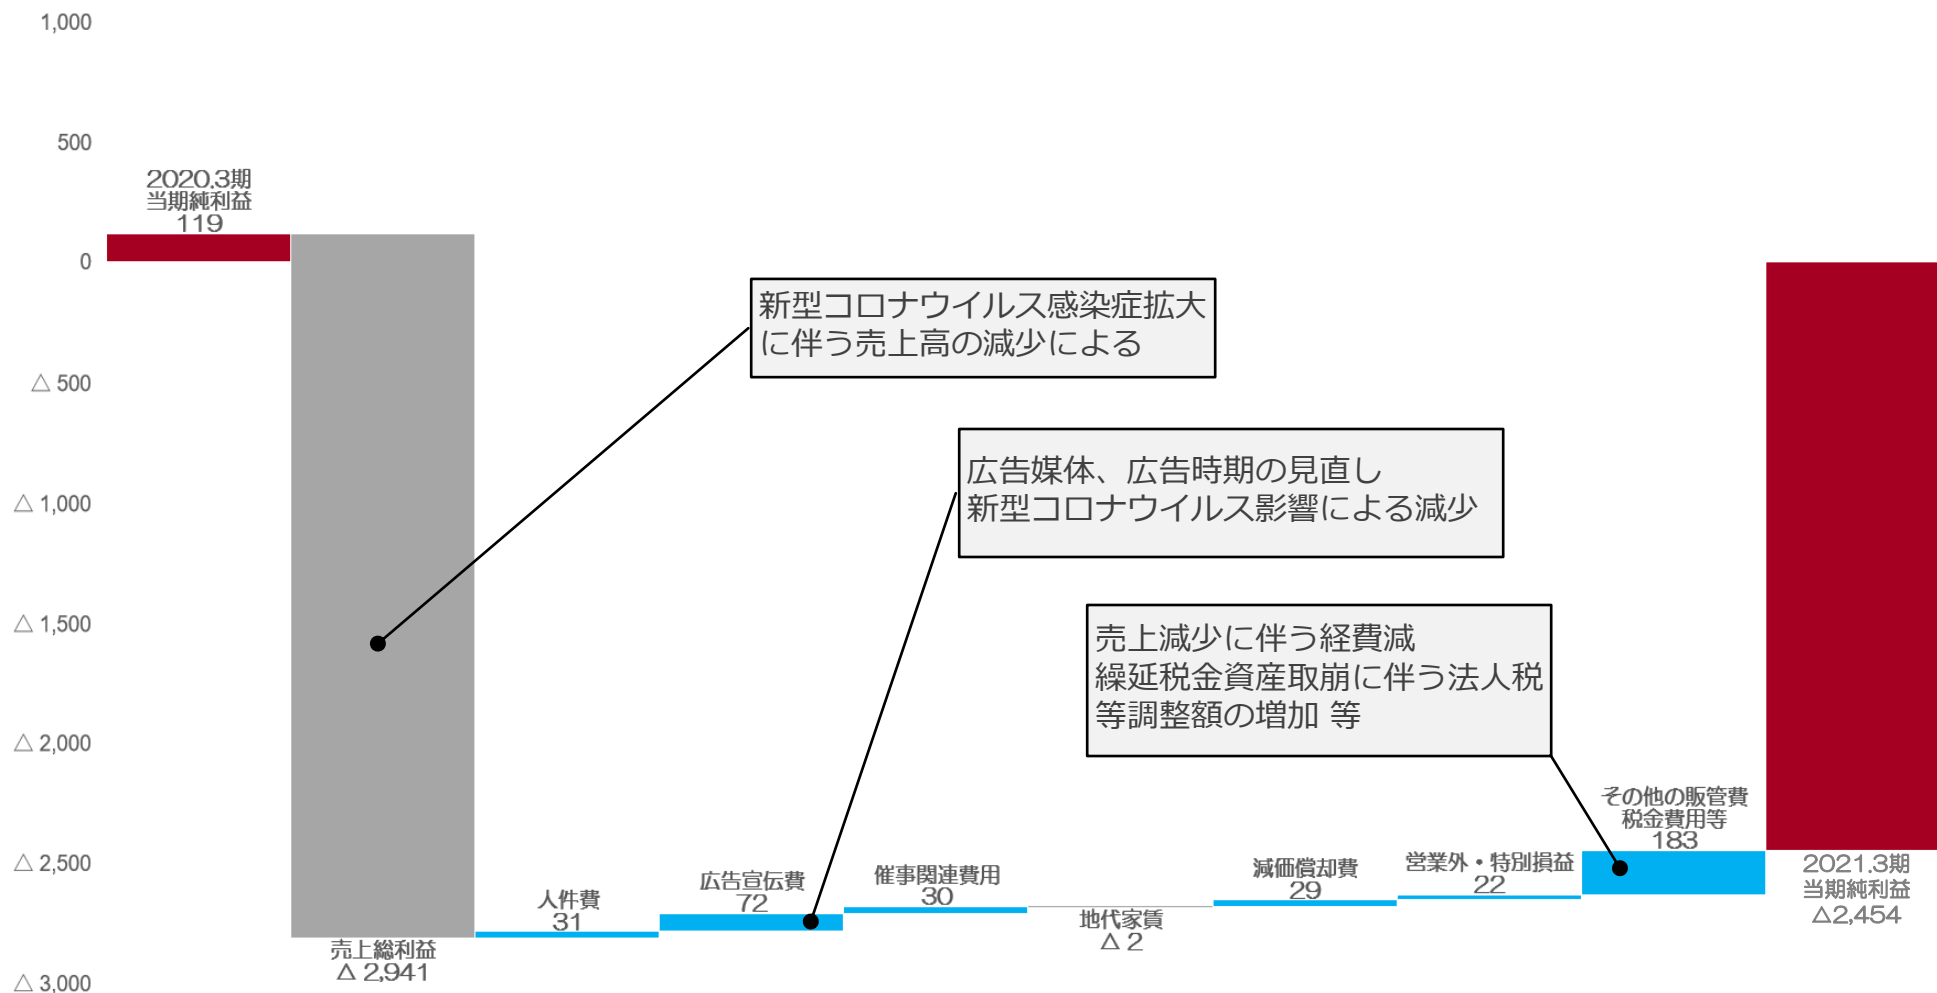 1,000
500
0
△ 500
△ 1,000
△ 1,500
△ 2,000
△ 2,500
△ 3,000
2020.3期
当期純利益
119
売上総利益
△ 2,941
新型コロナウイルス感染症拡大
に伴う売上高の減少による
人件費
31
広告宣伝費
72
広告媒体、広告時期の見直し
新型コロナウイルス影響による減少
催事関連費用
30
地代家賃
△ 2
減価償却費
29
営業外・特別損益
22
売上減少に伴う経費減
繰延税金資産取崩に伴う法人税
等調整額の増加 等
その他の販管費
税金費用等
183
2021.3期
当期純利益
△2,454